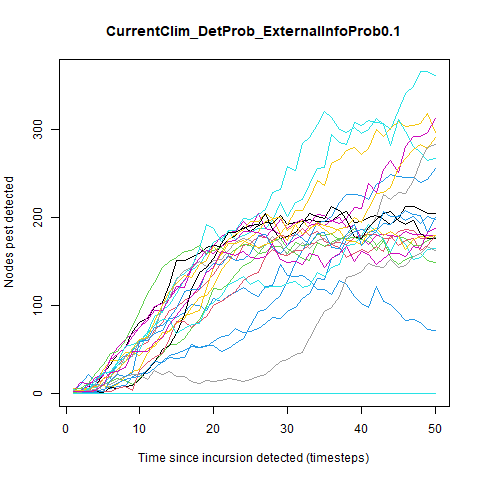 CurrentClim_DetProb_ExternalInfoProb0.1
Nodes pest detected
300
200
100
0
0 10 20 30 40 50
Time since incursion detected (timesteps)